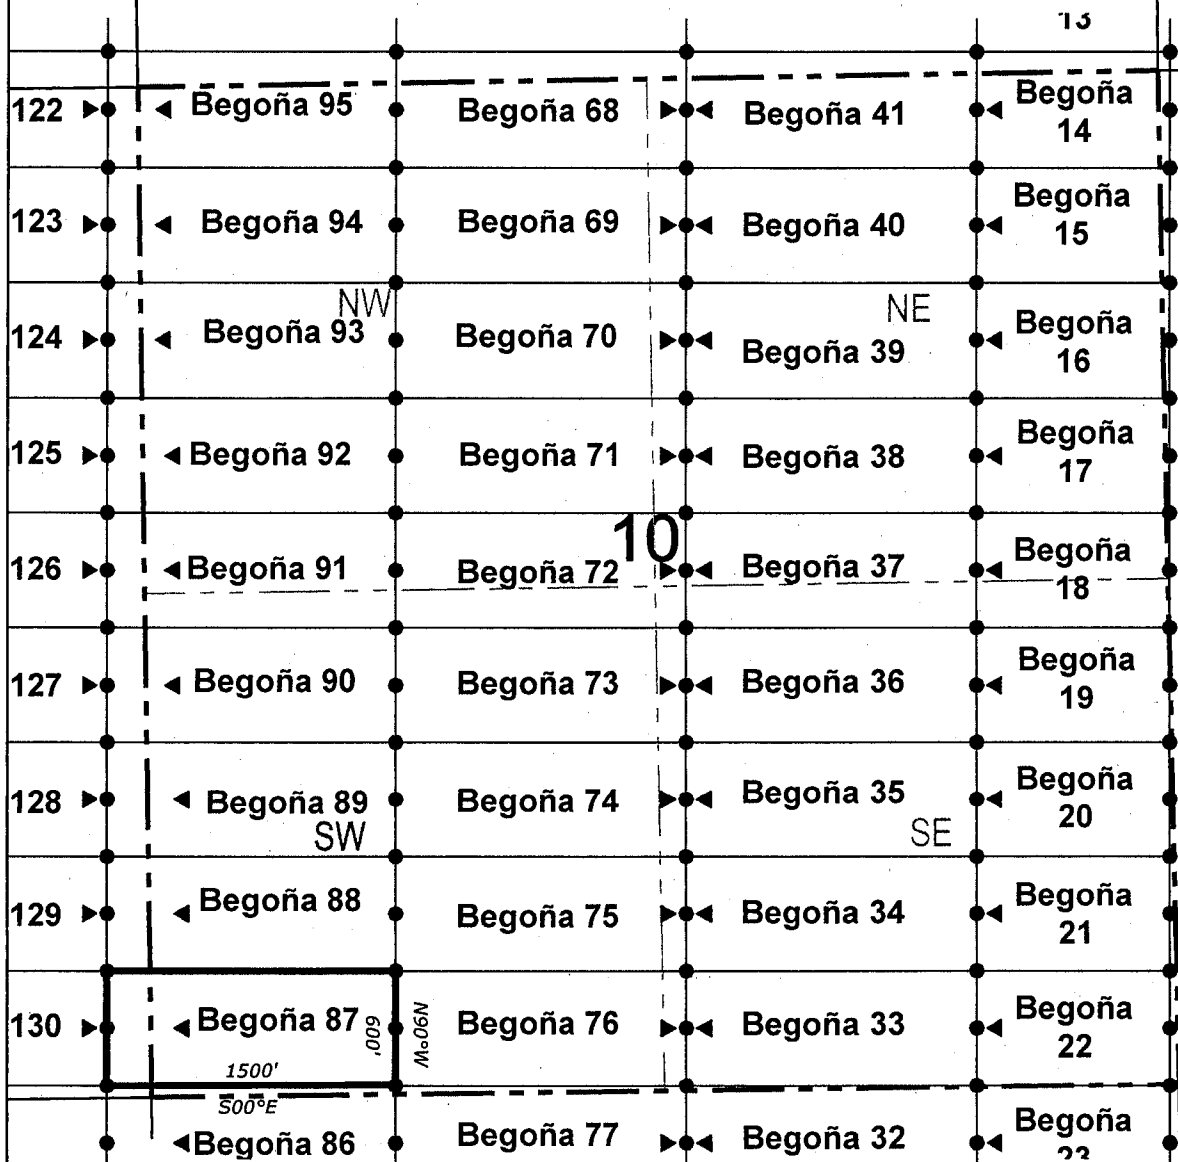 13
122 Begoña 95 Begoña 68 Begoña 41 Begoña
14
123 Begoña 94 Begoña 69 Begoña 40 Begoña
15
NW NE
124 Begoña 93 Begoña 70 Begoña 39 Begoña
16
125 Begoña 92 Begoña 71 Begoña 38 Begoña
17
10
126 Begoña 91 Begoña 72 Begoña 37 Begoña
18
127 Begoña 90 Begoña 73 Begoña 36 Begoña
19
128 Begoña 89 Begoña 74 Begoña 35 Begoña
20
SW SE
129 Begoña 88 Begoña 75 Begoña 34 Begoña
21
130 Begoña 87 600' N90°W Begoña 76 Begoña 33 Begoña
22
1500'
S00°E
Begoña 86 Begoña 77 Begoña 32 Begoña
23